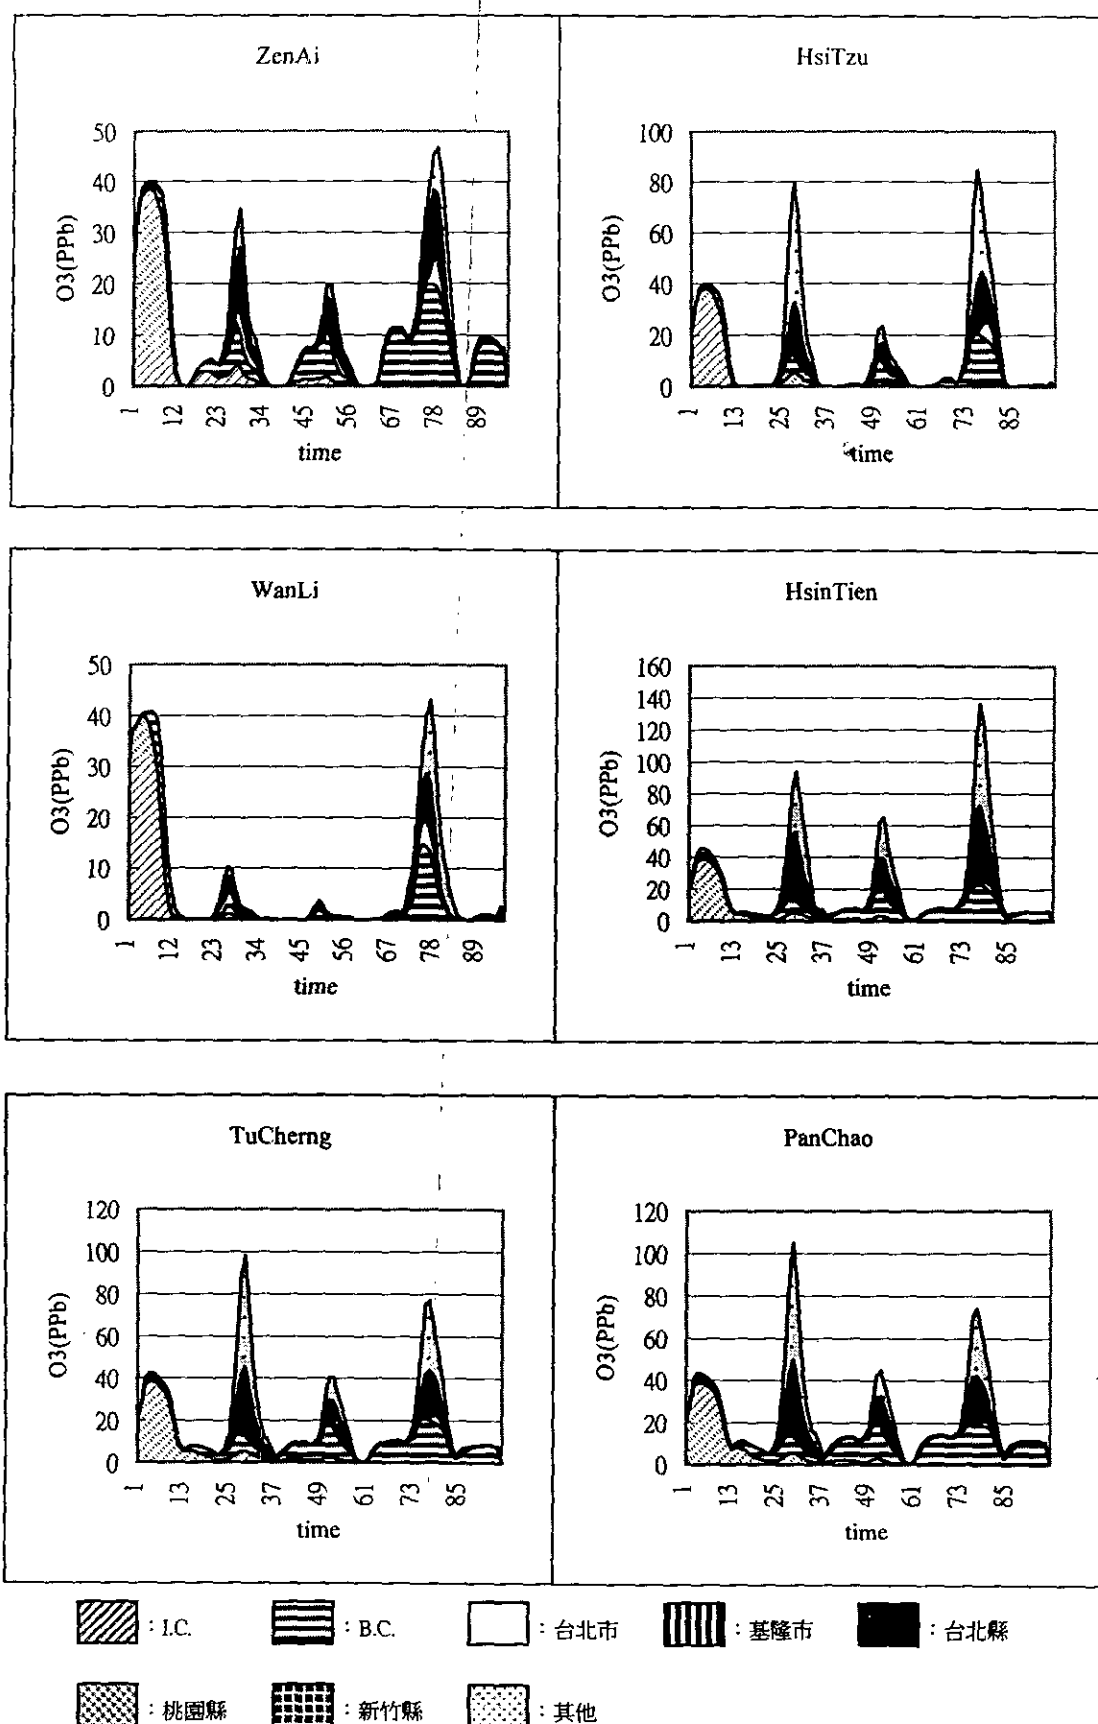 ZenAi
50
40
30
20
10
0
O3(PPb)
1 12 23 34 45 56 67 78 89
time
HsiTzu
100
80
60
40
20
0
O3(PPb)
1 13 25 37 49 61 73 85
time
WanLi
50
40
30
20
10
0
O3(PPb)
1 12 23 34 45 56 67 78 89
time
HsinTien
160
140
120
100
80
60
40
20
0
O3(PPb)
1 13 25 37 49 61 73 85
time
TuCherng
120
100
80
60
40
20
0
O3(PPb)
1 13 25 37 49 61 73 85
time
PanChao
120
100
80
60
40
20
0
O3(PPb)
1 13 25 37 49 61 73 85
time
: I.C. : B.C. : 台北市 : 基隆市 : 台北縣
: 桃園縣 : 新竹縣 : 其他